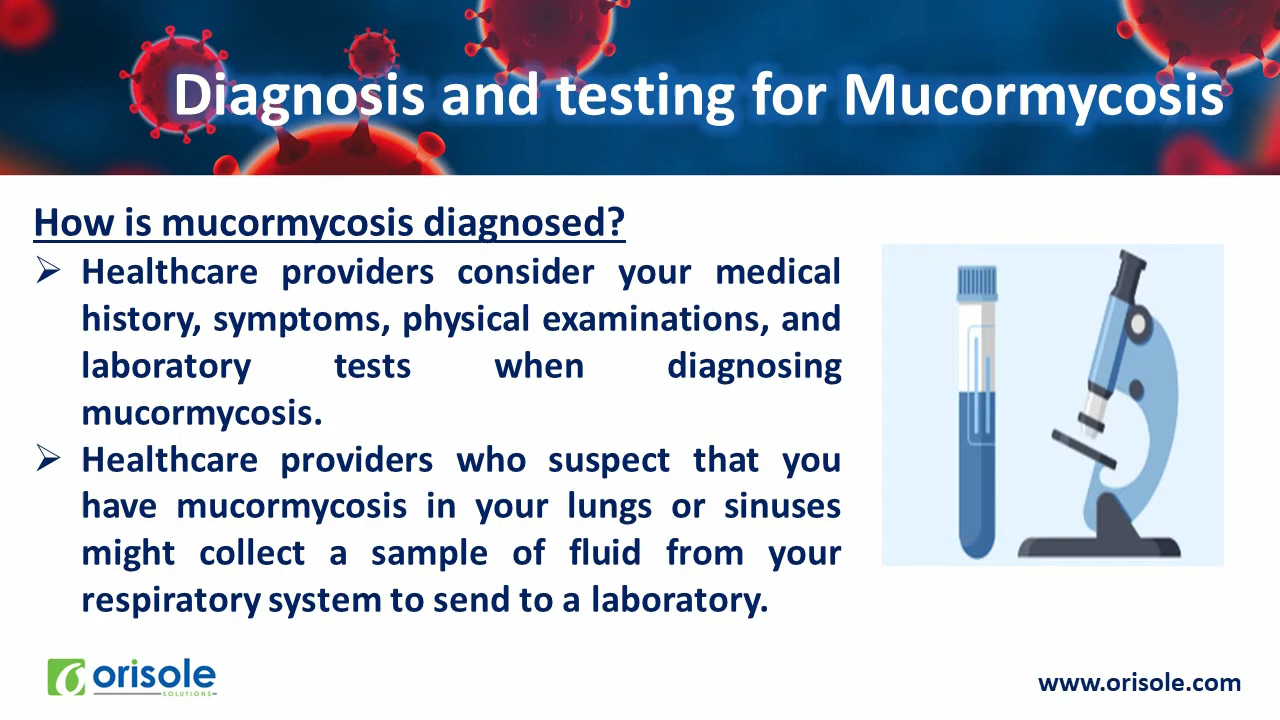 Diagnosis and testing for Mucormycosis
How is mucormycosis diagnosed?
➢ Healthcare providers consider your medical
history, symptoms, physical examinations, and
laboratory tests when diagnosing
mucormycosis.
➢ Healthcare providers who suspect that you
have mucormycosis in your lungs or sinuses
might collect a sample of fluid from your
respiratory system to send to a laboratory.
orisole
SOLUTIONS
www.orisole.com